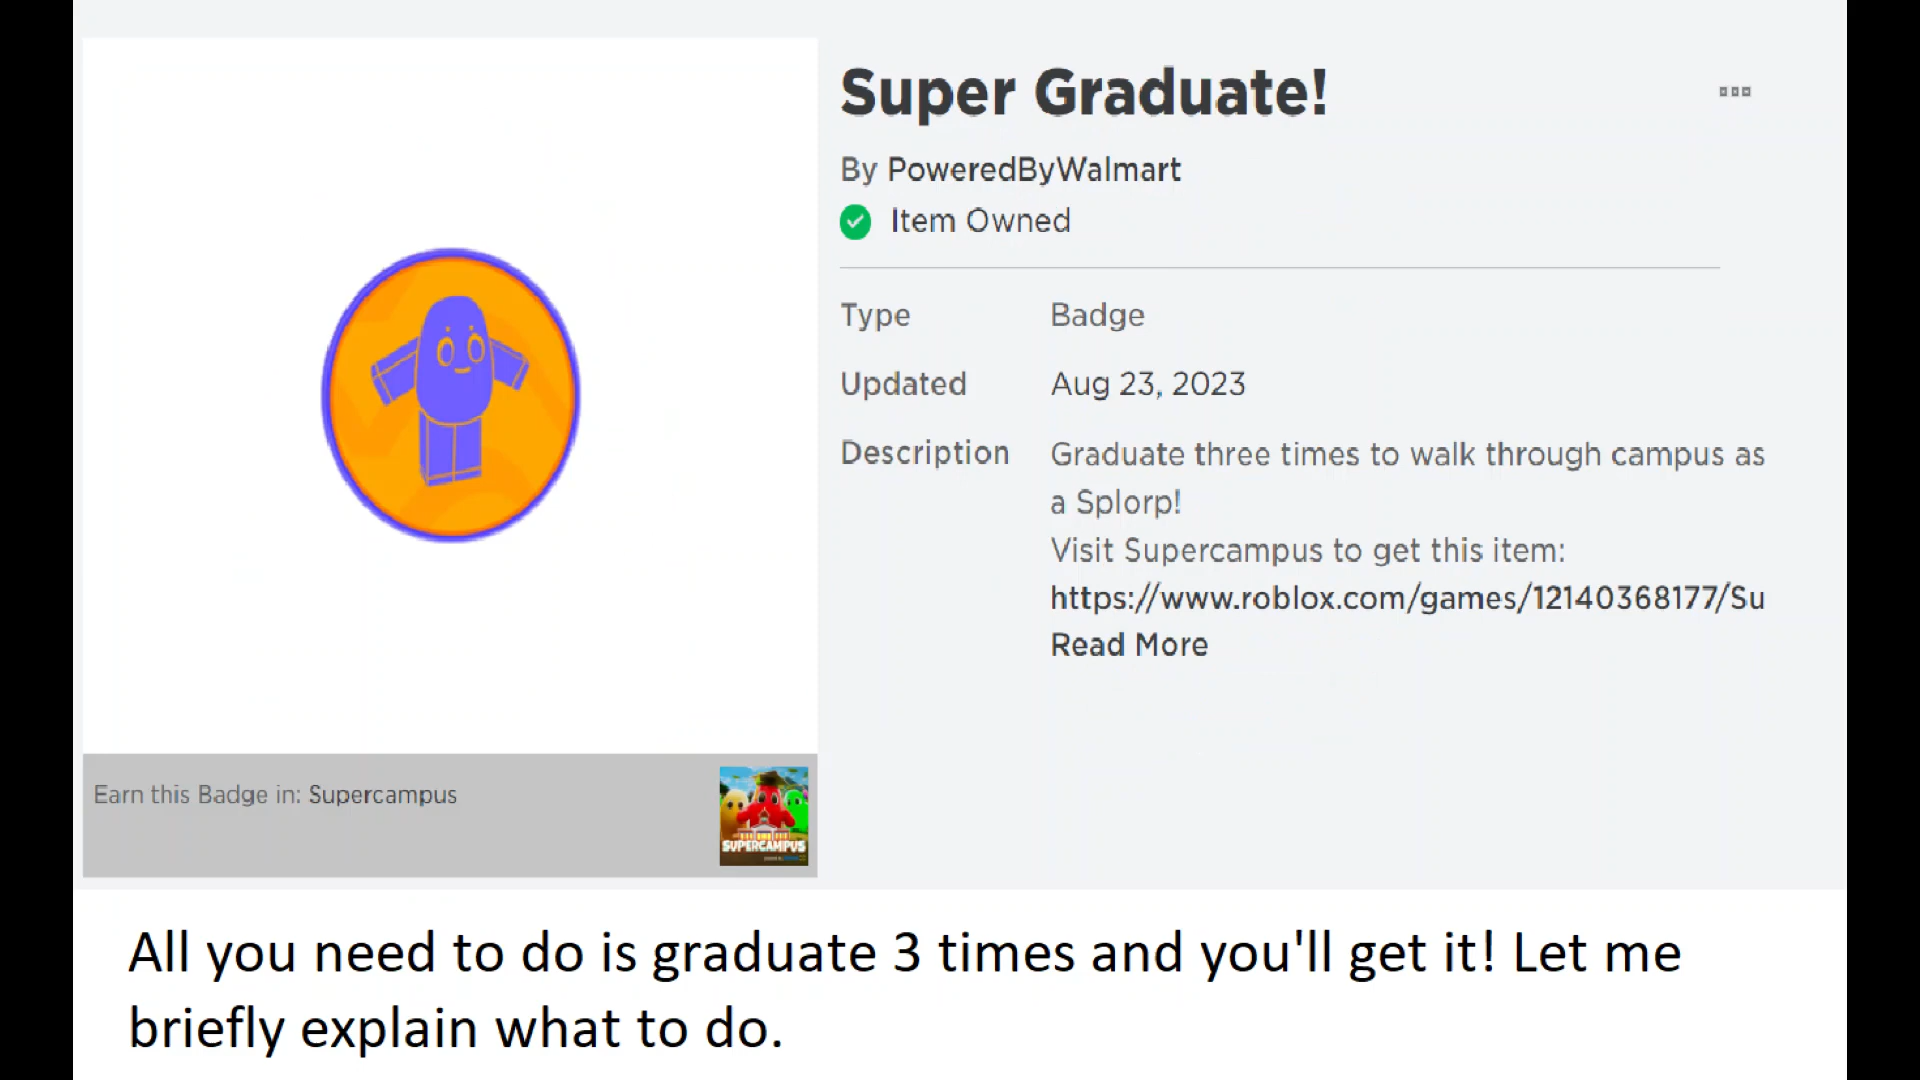 Super Graduate!
By PoweredByWalmart
Item Owned
Type Badge
Updated Aug 23, 2023
Description Graduate three times to walk through campus as
a Splorp!
Visit Supercampus to get this item:
https://www.roblox.com/games/12140368177/Su
Read More
Earn this Badge in: Supercampus
SUPERCAMPUS
All you need to do is graduate 3 times and you'll get it! Let me
briefly explain what to do.